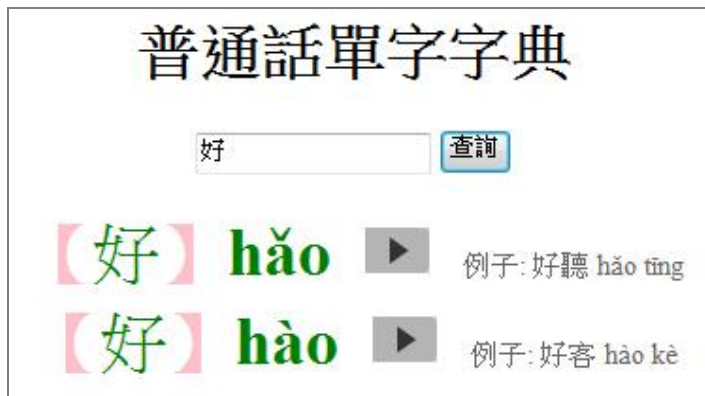 普通話單字字典
好 查詢
【好】 hǎo 例子: 好聽 hǎo tīng
【好】 hào 例子: 好客 hào kè